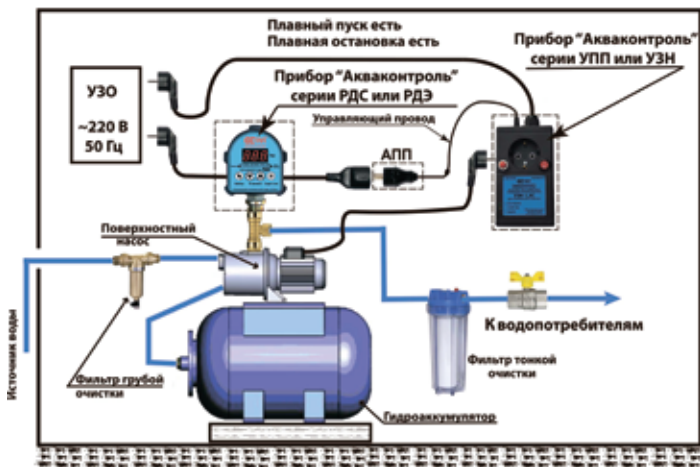 Плавный пуск есть
Плавная остановка есть
Прибор "Акваконтроль"
серии УПП или УЗН
УЗО
~220 В
50 Гц
Прибор "Акваконтроль"
серии РДС или РДЭ
Управляющий провод
АПП
Поверхностный
насос
Источник воды
Фильтр грубой
очистки
К водопотребителям
Фильтр тонкой
очистки
Гидроаккумулятор